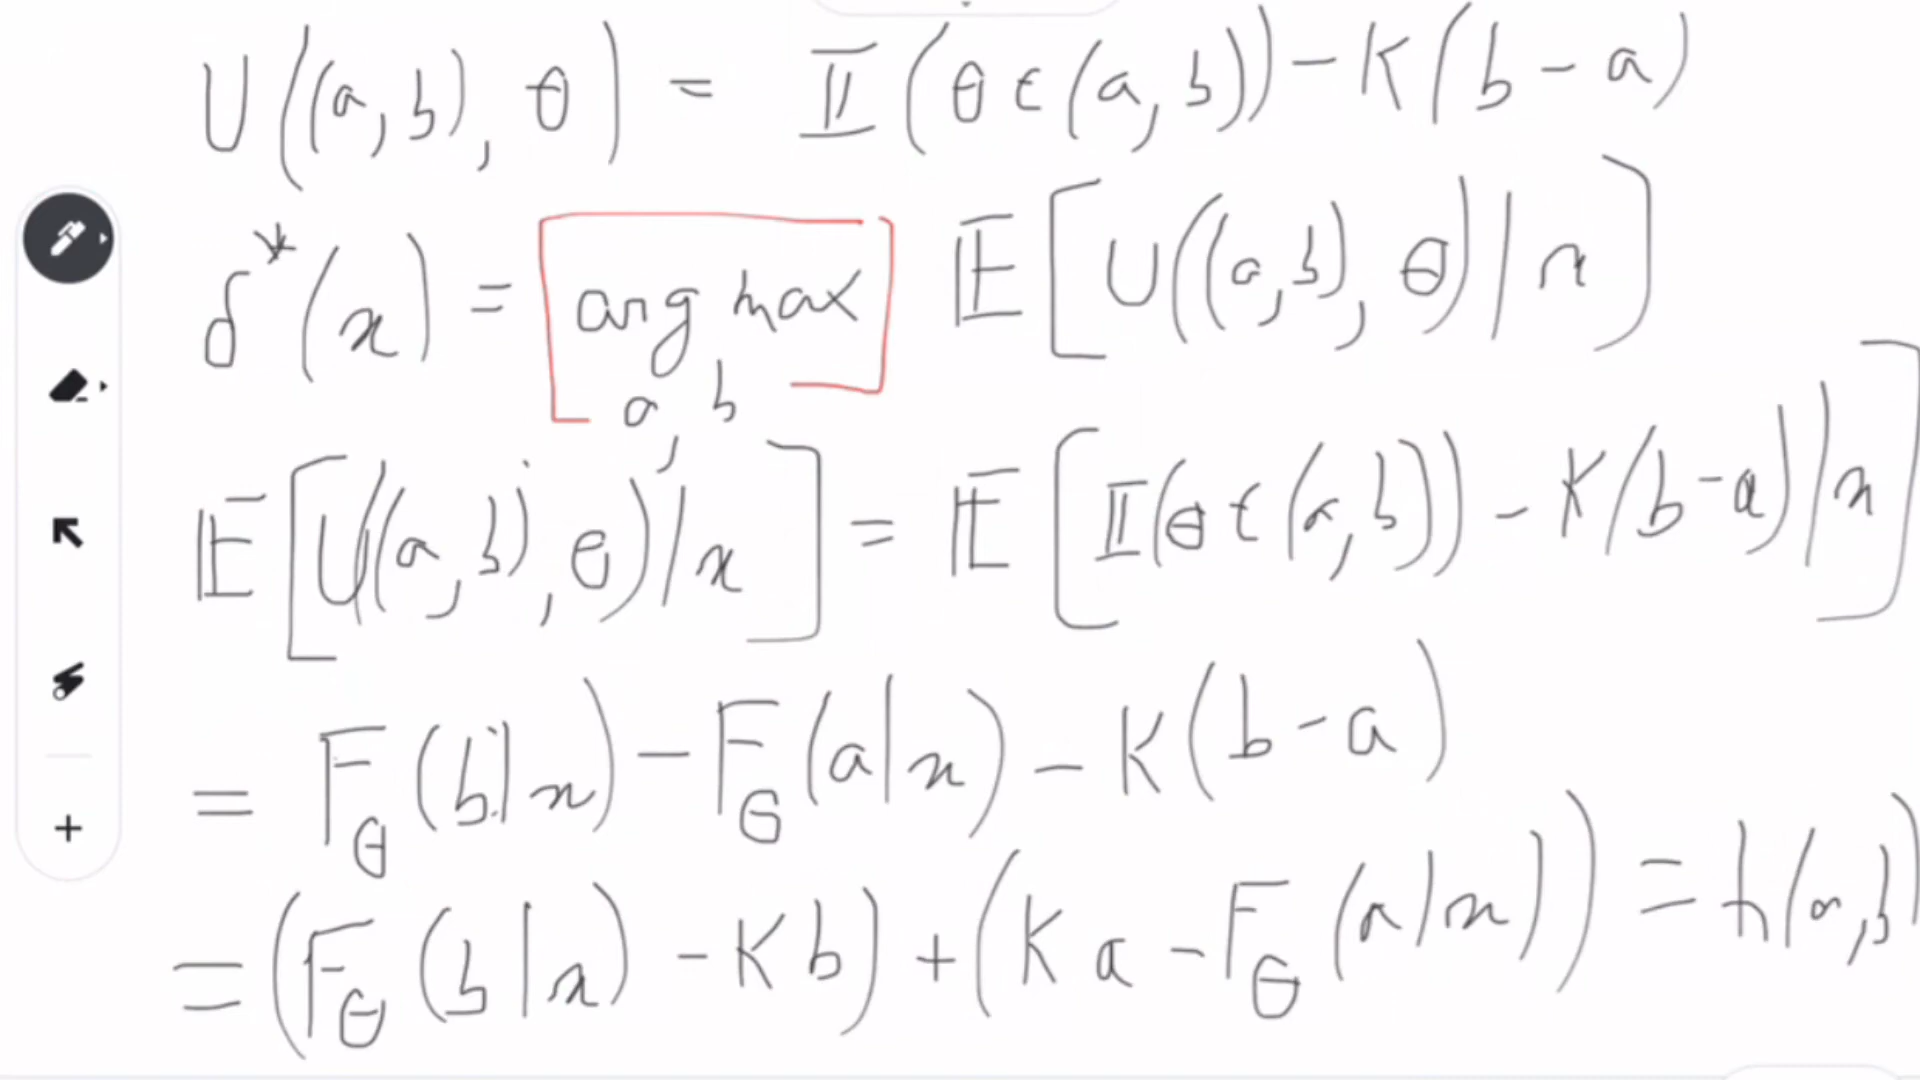 U((a,b), θ) = 𝕀(θ ∈ (a,b)) - K(b - a)
δ*(x) = arg max 𝔼[U((a,b), θ) | x]
a, b
𝔼[U((a,b), θ) | x] = 𝔼[𝕀(θ ∈ (a,b)) - K(b - a) | x]
= F_θ(b|x) - F_θ(a|x) - K(b - a)
= (F_θ(b|x) - Kb) + (Ka - F_θ(a|x)) = h(a,b)